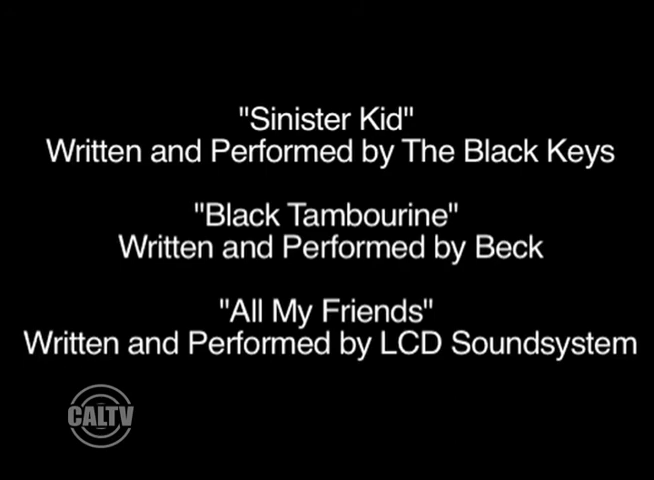 "Sinister Kid"
Written and Performed by The Black Keys
"Black Tambourine"
Written and Performed by Beck
"All My Friends"
Written and Performed by LCD Soundsystem
CALTV